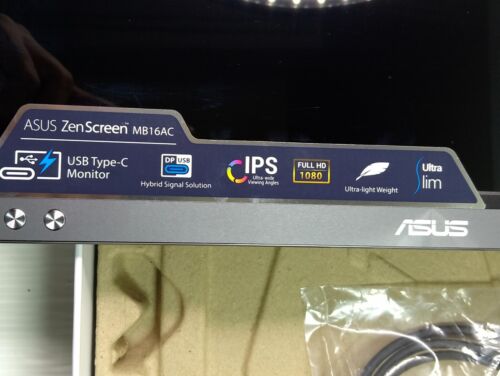 ASUS ZenScreen™ MB16AC
USB Type-C
Monitor
DP USB
Hybrid Signal Solution
IPS
Ultra-wide
Viewing Angles
FULL HD
1080
Ultra-light Weight
Ultra
Slim
ASUS